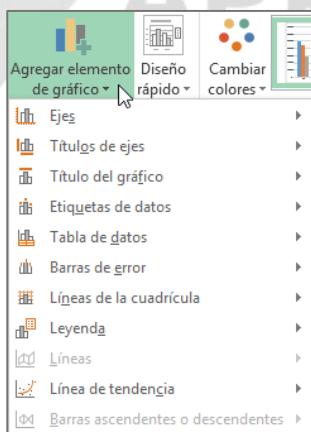 Agregar elemento de gráfico
Diseño rápido
Cambiar colores
Ejes
Títulos de ejes
Título del gráfico
Etiquetas de datos
Tabla de datos
Barras de error
Líneas de la cuadrícula
Leyenda
Líneas
Línea de tendencia
Barras ascendentes o descendentes